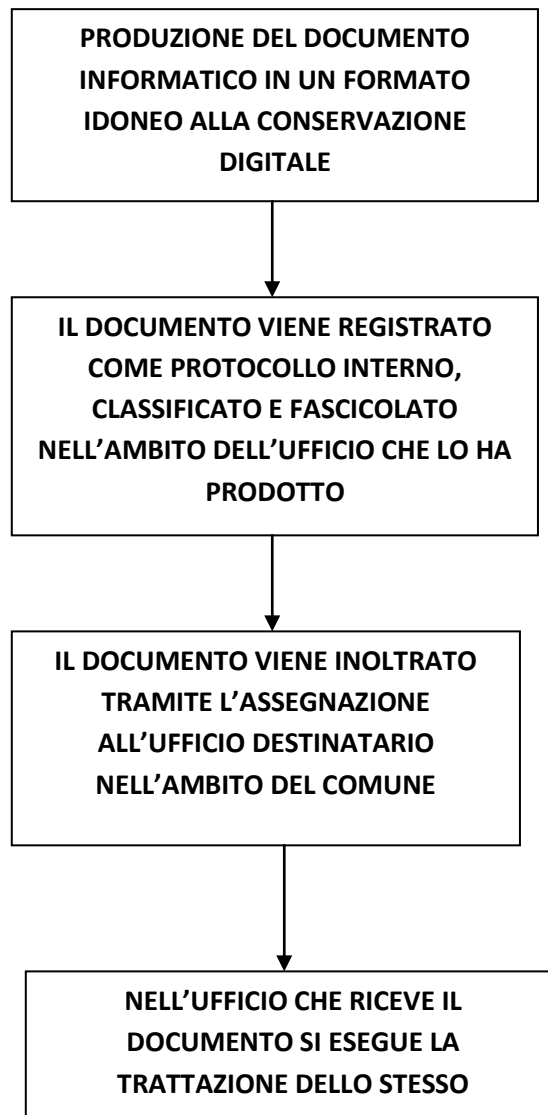 PRODUZIONE DEL DOCUMENTO
INFORMATICO IN UN FORMATO
IDONEO ALLA CONSERVAZIONE
DIGITALE
IL DOCUMENTO VIENE REGISTRATO
COME PROTOCOLLO INTERNO,
CLASSIFICATO E FASCICOLATO
NELL’AMBITO DELL’UFFICIO CHE LO HA
PRODOTTO
IL DOCUMENTO VIENE INOLTRATO
TRAMITE L’ASSEGNAZIONE
ALL’UFFICIO DESTINATARIO
NELL’AMBITO DEL COMUNE
NELL’UFFICIO CHE RICEVE IL
DOCUMENTO SI ESEGUE LA
TRATTAZIONE DELLO STESSO